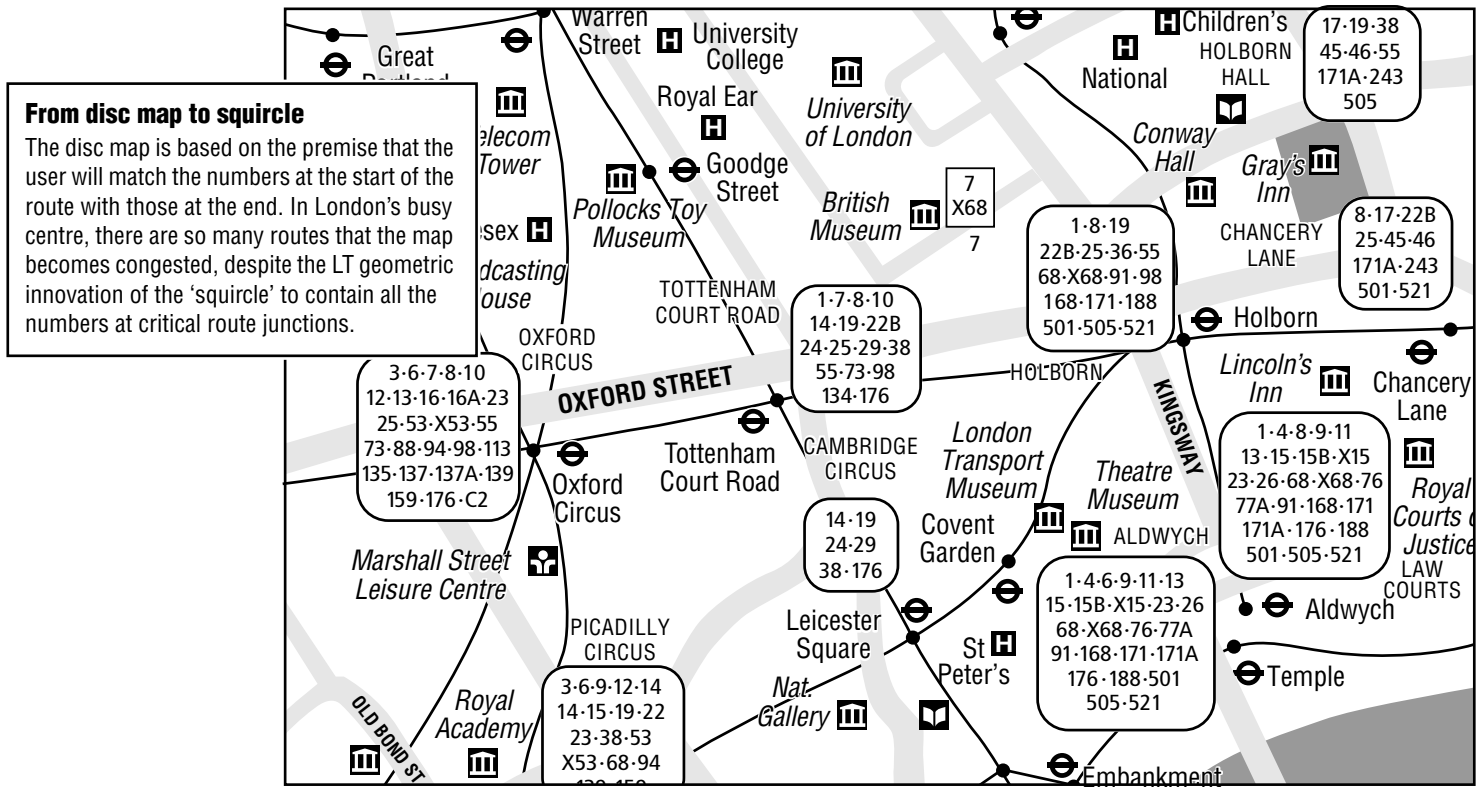 Warren
Street
University
College
Children's
HOLBORN
HALL
17·19·38
45·46·55
171A·243
505
Great
National
From disc map to squircle
The disc map is based on the premise that the
user will match the numbers at the start of the
route with those at the end. In London's busy
centre, there are so many routes that the map
becomes congested, despite the LT geometric
innovation of the ‘squircle’ to contain all the
numbers at critical route junctions.
elecom
Tower
Royal Ear
University
of London
Conway
Hall
Gray's
Inn
Goodge
Street
Pollocks Toy
Museum
British
Museum
7
X68
7
sex
dcasting
ouse
1·8·19
22B·25·36·55
68·X68·91·98
168·171·188
501·505·521
CHANCERY
LANE
8·17·22B
25·45·46
171A·243
501·521
TOTTENHAM
COURT ROAD
1·7·8·10
14·19·22B
24·25·29·38
55·73·98
134·176
Holborn
OXFORD
CIRCUS
3·6·7·8·10
12·13·16·16A·23
25·53·X53·55
73·88·94·98·113
135·137·137A·139
159·176·C2
OXFORD STREET
HOLBORN
KINGSWAY
Lincoln's
Inn
Chancery
Lane
Tottenham
Court Road
CAMBRIDGE
CIRCUS
London
Transport
Museum
Theatre
Museum
1·4·8·9·11
13·15·15B·X15
23·26·68·X68·76
77A·91·168·171
171A·176·188
501·505·521
Royal
Courts
Justice
LAW
COURTS
Oxford
Circus
14·19
24·29
38·176
Covent
Garden
ALDWYCH
Marshall Street
Leisure Centre
1·4·6·9·11·13
15·15B·X15·23·26
68·X68·76·77A
91·168·171·171A
176·188·501
505·521
Aldwych
Leicester
Square
PICADILLY
CIRCUS
St
Peter's
Temple
3·6·9·12·14
14·15·19·22
23·38·53
X53·68·94
139·159
Nat.
Gallery
OLD BOND ST
Royal
Academy
Embankment